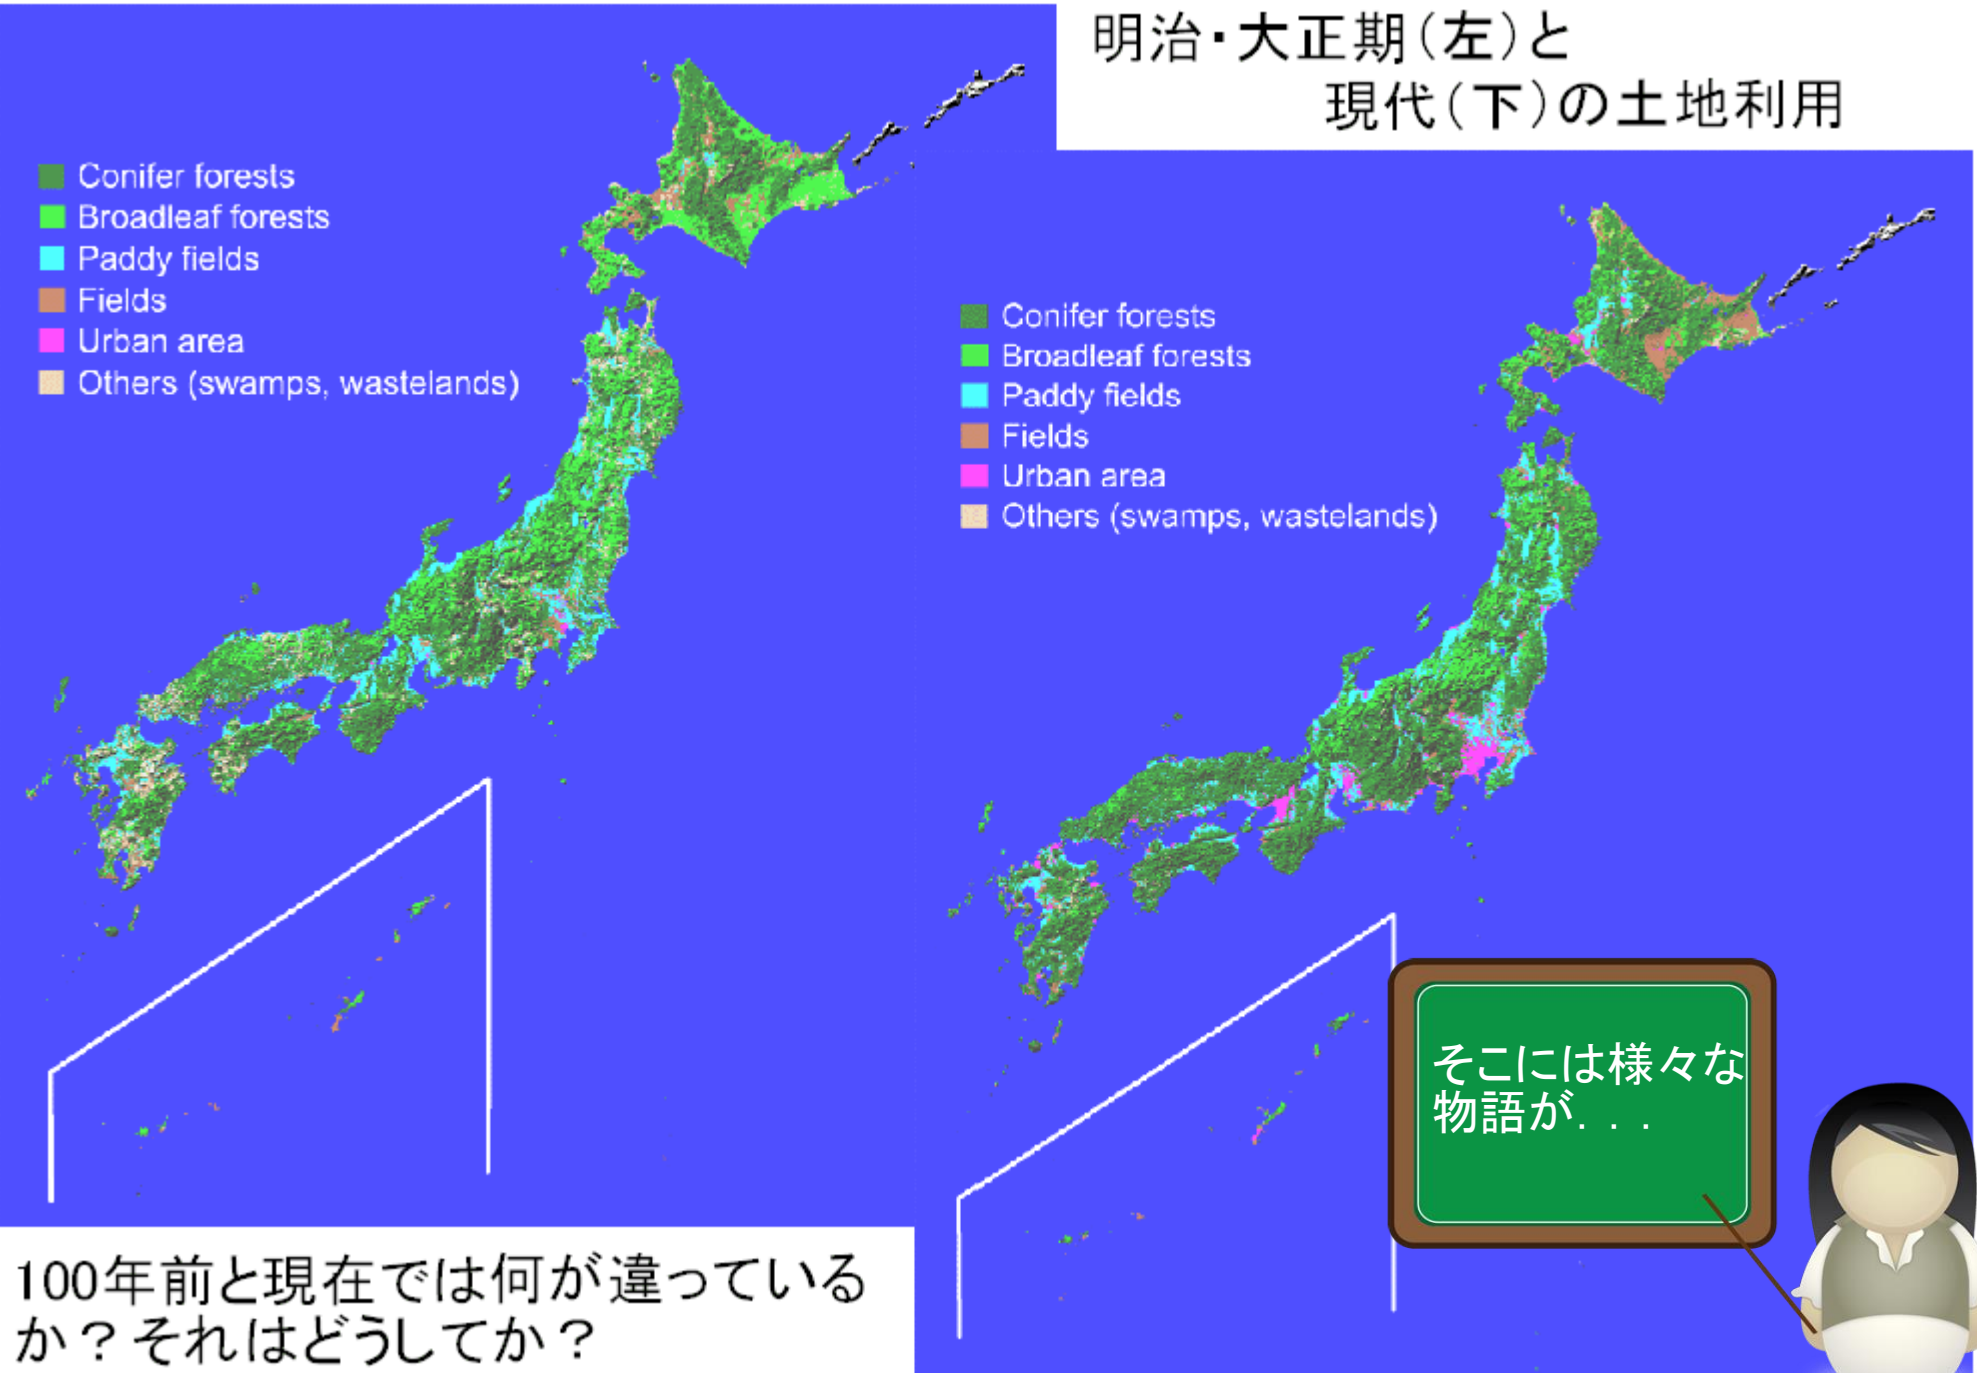 明治・大正期(左)と
現代(下)の土地利用
Conifer forests
Broadleaf forests
Paddy fields
Fields
Urban area
Others (swamps, wastelands)
Conifer forests
Broadleaf forests
Paddy fields
Fields
Urban area
Others (swamps, wastelands)
そこには様々な
物語が．．．
100年前と現在では何が違っている
か？それはどうしてか？